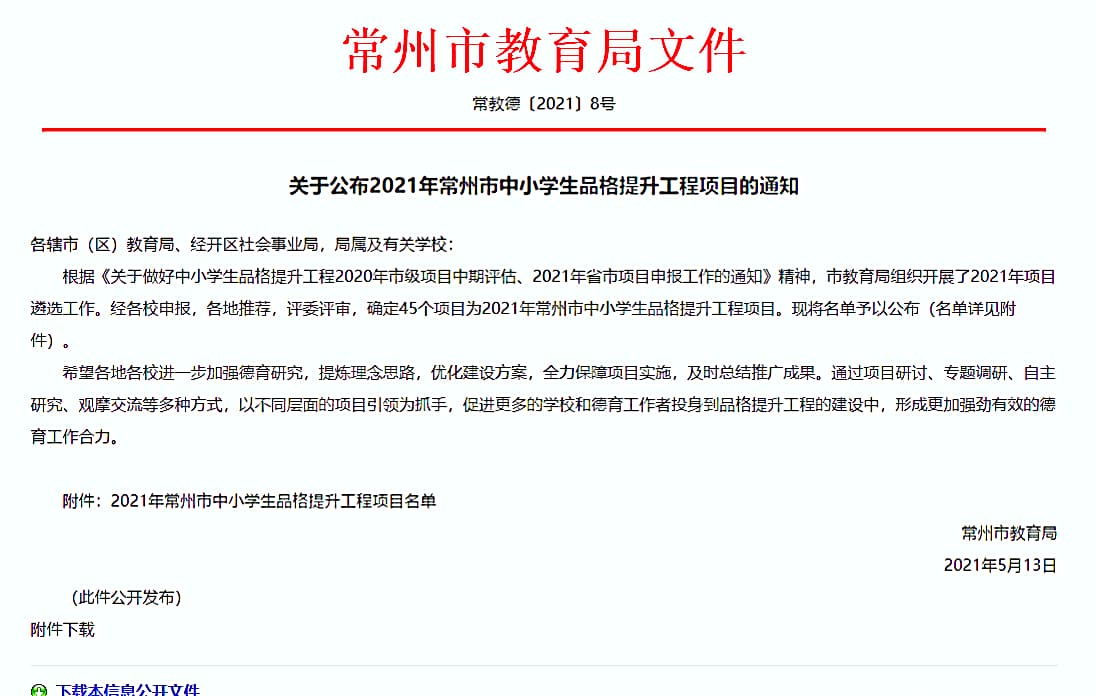 常州市教育局文件
常教德〔2021〕8号
关于公布2021年常州市中小学生品格提升工程项目的通知
各辖市（区）教育局、经开区社会事业局，局属及有关学校：
根据《关于做好中小学生品格提升工程2020年市级项目中期评估、2021年省市项目申报工作的通知》精神，市教育局组织开展了2021年项目
遴选工作。经各校申报，各地推荐，评委评审，确定45个项目为2021年常州市中小学生品格提升工程项目。现将名单予以公布（名单详见附
件）。
希望各地各校进一步加强德育研究，提炼理念思路，优化建设方案，全力保障项目实施，及时总结推广成果。通过项目研讨、专题调研、自主
研究、观摩交流等多种方式，以不同层面的项目引领为抓手，促进更多的学校和德育工作者投身到品格提升工程的建设中，形成更加强劲有效的德
育工作合力。
附件：2021年常州市中小学生品格提升工程项目名单
常州市教育局
2021年5月13日
（此件公开发布）
附件下载
下载本信息公开文件